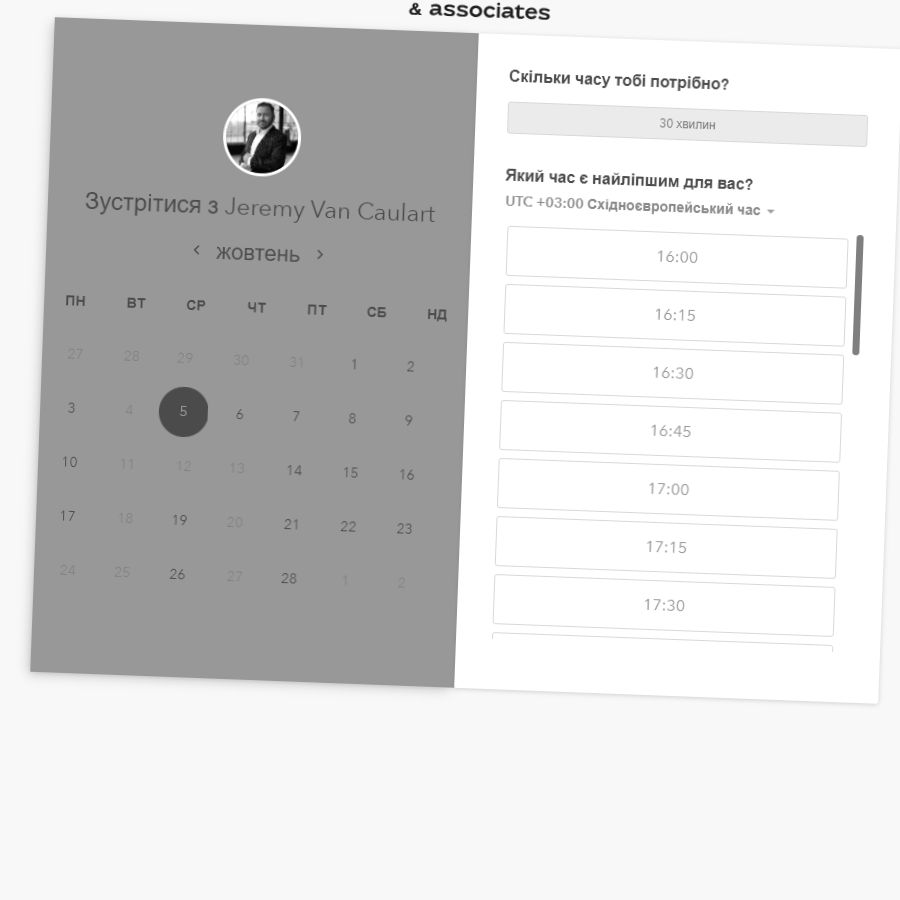 & associates
Зустрітися з Jeremy Van Caulart
жовтень
ПН ВТ СР ЧТ ПТ СБ НД
27 28 29 30 31 1 2
3 4 5 6 7 8 9
10 11 12 13 14 15 16
17 18 19 20 21 22 23
24 25 26 27 28 1 2
Скільки часу тобі потрібно?
30 хвилин
Який час є найліпшим для вас?
UTC +03:00 Східноєвропейський час
16:00
16:15
16:30
16:45
17:00
17:15
17:30